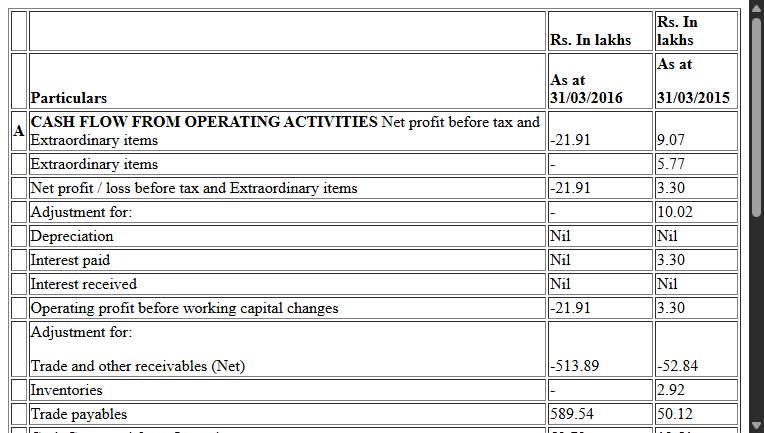 Rs. In lakhs Rs. In
lakhs
Particulars As at
31/03/2016 As at
31/03/2015
A CASH FLOW FROM OPERATING ACTIVITIES Net profit before tax and
Extraordinary items -21.91 9.07
Extraordinary items - 5.77
Net profit / loss before tax and Extraordinary items -21.91 3.30
Adjustment for: - 10.02
Depreciation Nil Nil
Interest paid Nil 3.30
Interest received Nil Nil
Operating profit before working capital changes -21.91 3.30
Adjustment for:
Trade and other receivables (Net) -513.89 -52.84
Inventories - 2.92
Trade payables 589.54 50.12